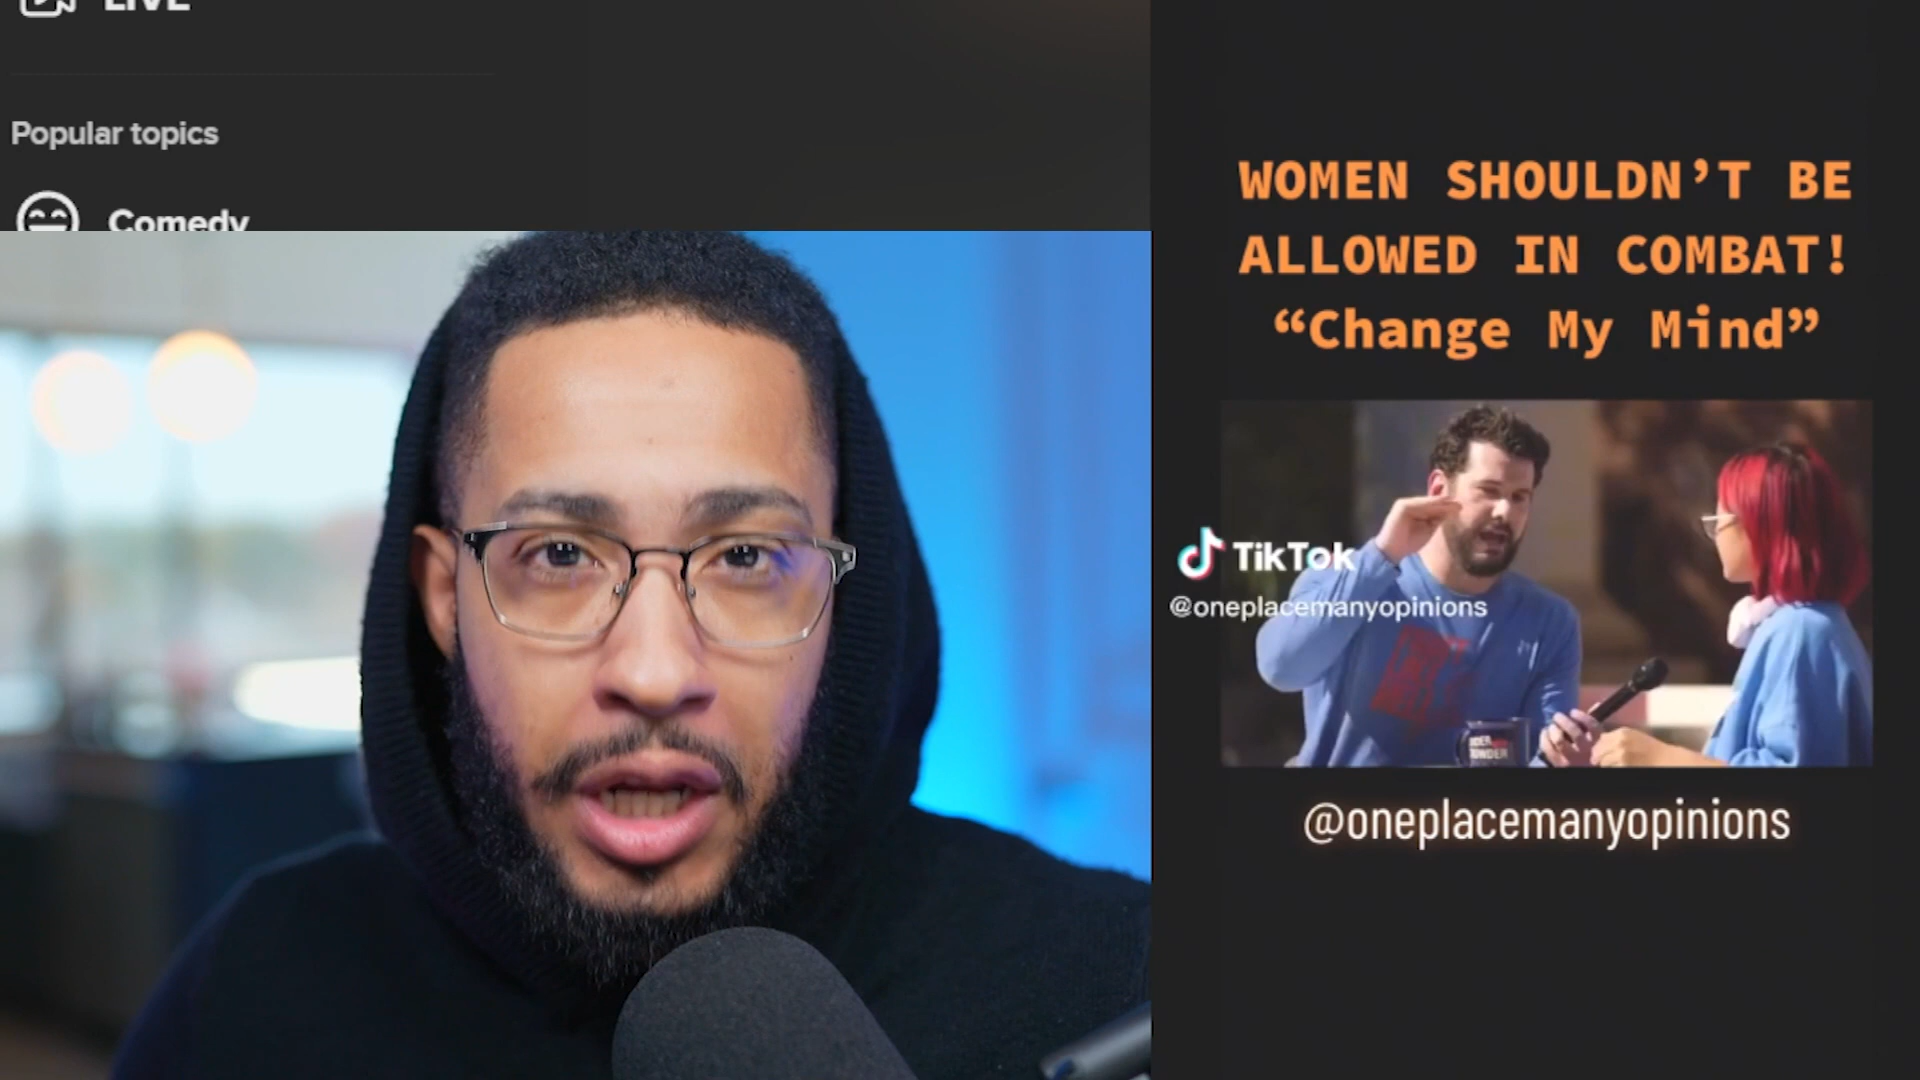 LIVE
Popular topics
Comedy
WOMEN SHOULDN’T BE
ALLOWED IN COMBAT!
“Change My Mind”
TikTok
@oneplacemanyopinions
@oneplacemanyopinions